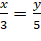 x/3 = y/5